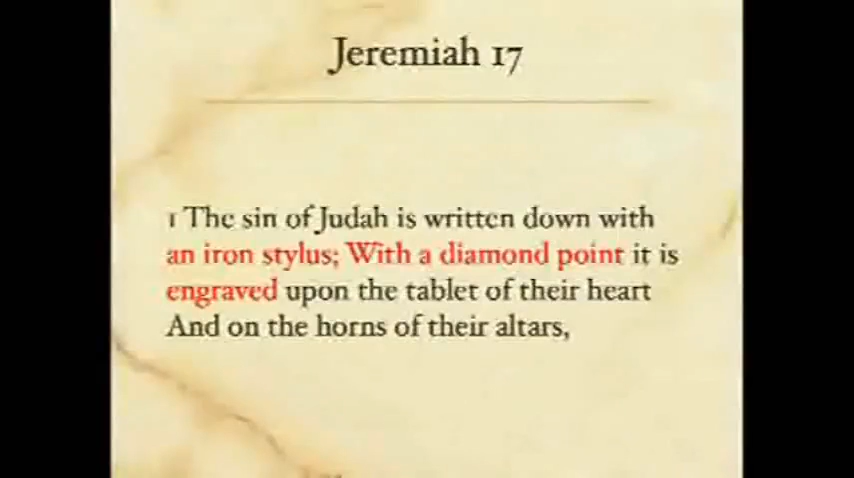 Jeremiah 17
1 The sin of Judah is written down with
an iron stylus; With a diamond point it is
engraved upon the tablet of their heart
And on the horns of their altars,